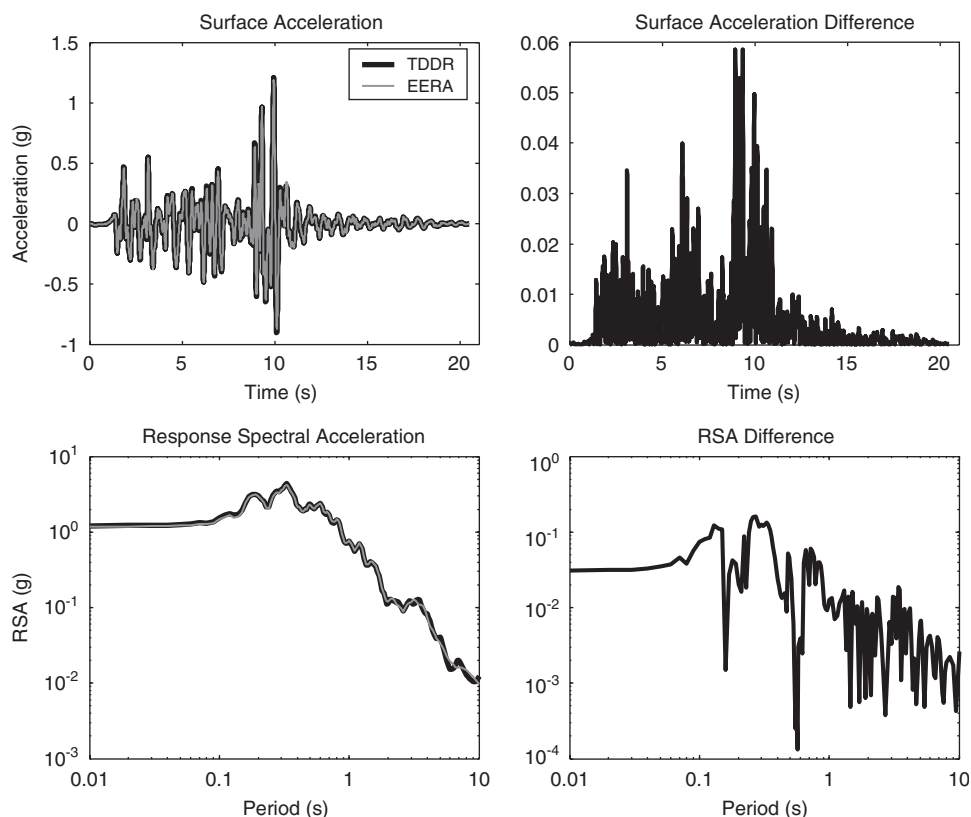 Surface Acceleration
1.5
1
0.5
0
-0.5
-1
Acceleration (g)
TDDR
EERA
0 5 10 15 20
Time (s)
Surface Acceleration Difference
0.06
0.05
0.04
0.03
0.02
0.01
0
0 5 10 15 20
Time (s)
Response Spectral Acceleration
10^1
10^0
10^-1
10^-2
10^-3
RSA (g)
0.01 0.1 1 10
Period (s)
RSA Difference
10^0
10^-1
10^-2
10^-3
10^-4
0.01 0.1 1 10
Period (s)